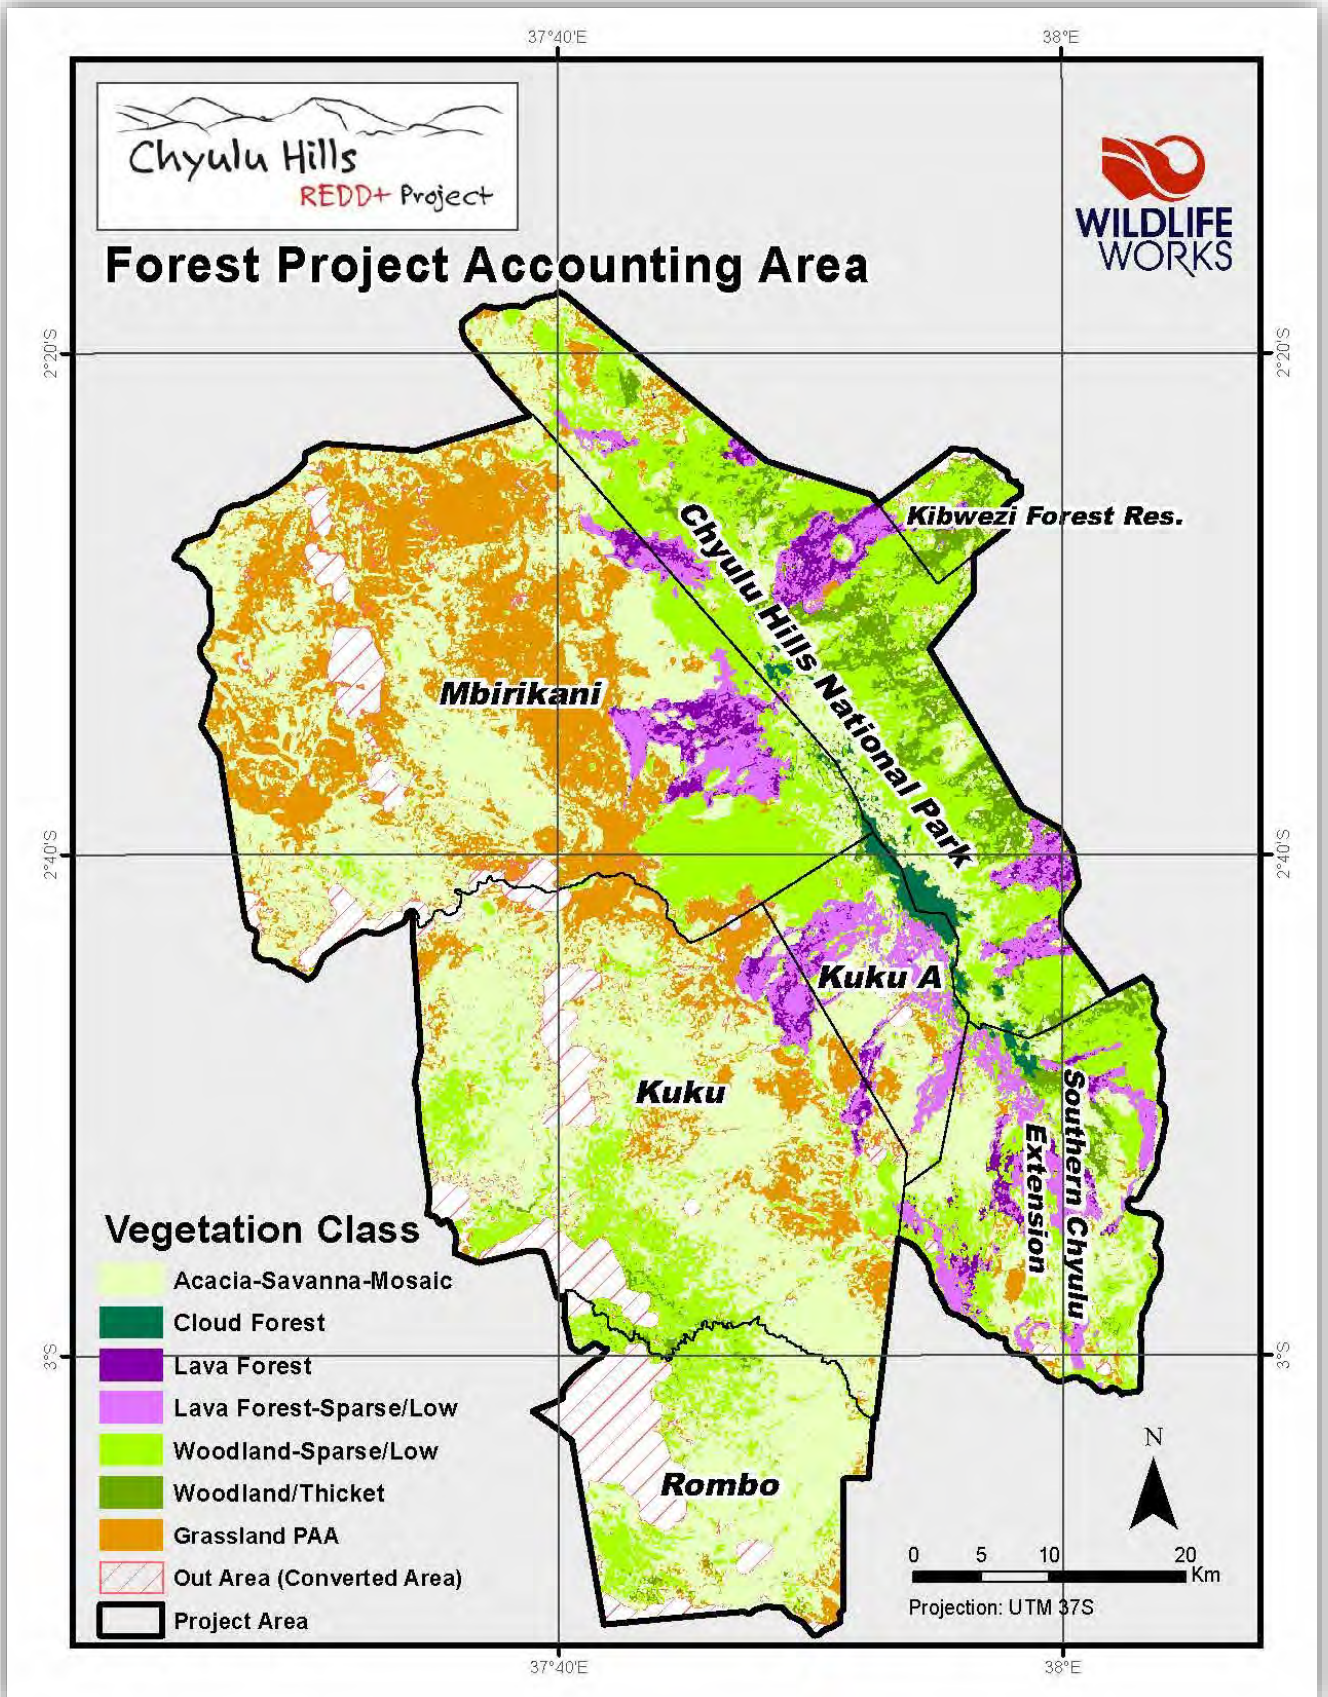 37°40'E
38°E
Chyulu Hills
REDD+ Project
WILDLIFE
WORKS
Forest Project Accounting Area
2°20'S
2°20'S
Kibwezi Forest Res.
Chyulu Hills National Park
Mbirikani
2°40'S
2°40'S
Kuku A
Kuku
Southern Chyulu
Extension
Vegetation Class
Acacia-Savanna-Mosaic
Cloud Forest
Lava Forest
Lava Forest-Sparse/Low
Woodland-Sparse/Low
Woodland/Thicket
Grassland PAA
Out Area (Converted Area)
Project Area
3°S
3°S
Rombo
N
0 5 10 20
Km
Projection: UTM 37S
37°40'E
38°E